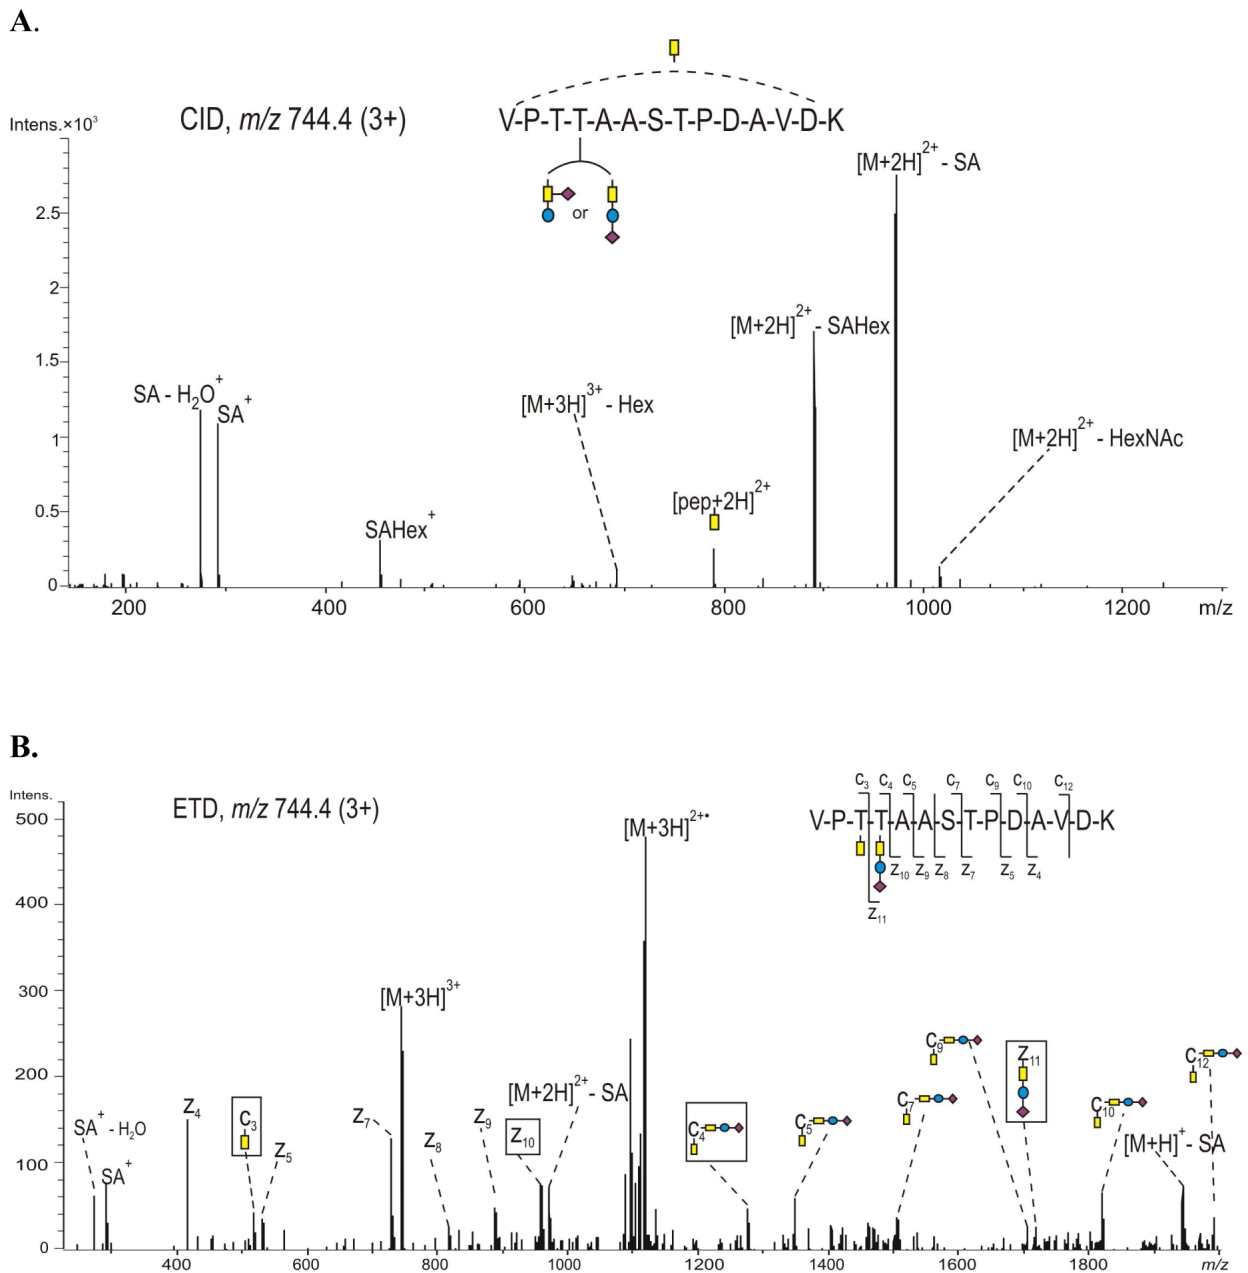 A.
CID, m/z 744.4 (3+)
V-P-T-T-A-A-S-T-P-D-A-V-D-K
or
Intens.×10³
2.5
2
1.5
1
0.5
0
[M+2H]²⁺ - SA
[M+2H]²⁺ - SAHex
SA - H₂O⁺
SA⁺
[M+3H]³⁺ - Hex
[M+2H]²⁺ - HexNAc
[pep+2H]²⁺
SAHex⁺
200 400 600 800 1000 1200 m/z
B.
Intens.
ETD, m/z 744.4 (3+)
c₃ c₄ c₅ c₇ c₉ c₁₀ c₁₂
V-P-T-T-A-A-S-T-P-D-A-V-D-K
z₁₀ z₉ z₈ z₇ z₅ z₄
z₁₁
500
400
300
200
100
0
[M+3H]²⁺•
[M+3H]³⁺
SA⁺ - H₂O
SA⁺
z₄
c₃
z₅
z₇
z₈
z₉
z₁₀
[M+2H]²⁺ - SA
c₄
c₅
c₇
c₉
z₁₁
c₁₀
[M+H]⁺ - SA
c₁₂
400 600 800 1000 1200 1400 1600 1800 m/z